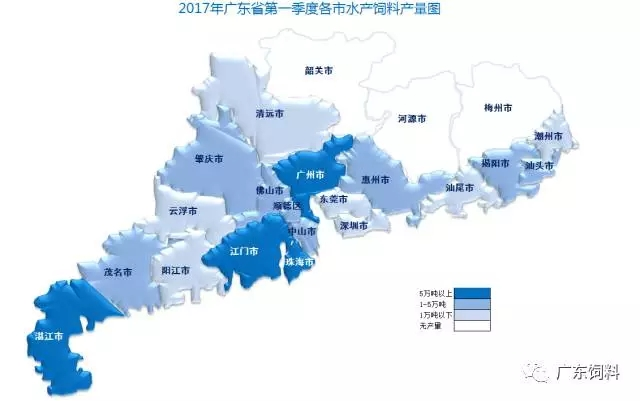 2017年广东省第一季度各市水产饲料产量图
韶关市
清远市
河源市
梅州市
潮州市
肇庆市
广州市
惠州市
揭阳市
汕头市
佛山市
汕尾市
云浮市
顺德区
东莞市
中山市
深圳市
江门市
珠海市
茂名市
阳江市
湛江市
5万吨以上
1-5万吨
1万吨以下
无产量
广东饲料